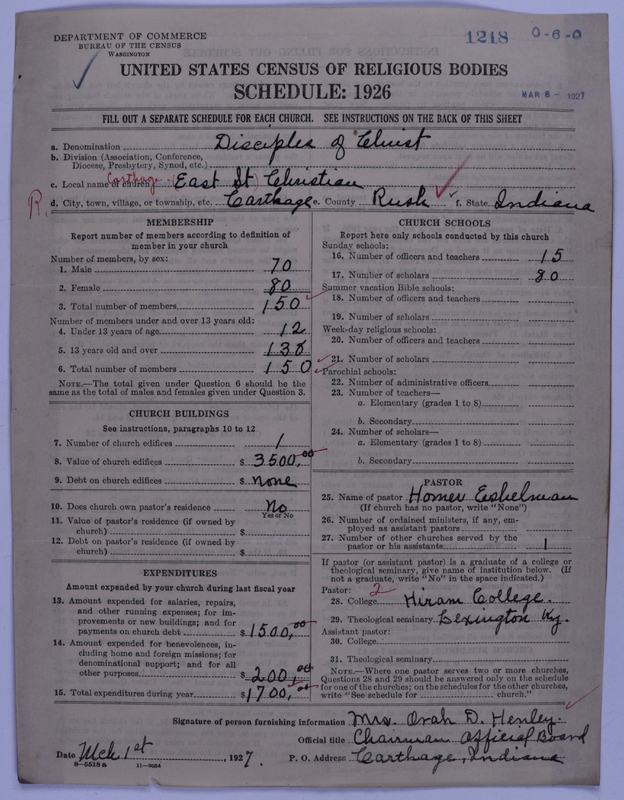 DEPARTMENT OF COMMERCE
BUREAU OF THE CENSUS
WASHINGTON
1218 0-6-0
UNITED STATES CENSUS OF RELIGIOUS BODIES
SCHEDULE: 1926
MAR 8 - 1927
FILL OUT A SEPARATE SCHEDULE FOR EACH CHURCH. SEE INSTRUCTIONS ON THE BACK OF THIS SHEET
a. Denomination Disciples of Christ
b. Division (Association, Conference,
Diocese, Presbytery, Synod, etc.)
c. Local name of church Carthage - (East St) Christian
R. d. City, town, village, or township, etc. Carthage e. County Rush f. State Indiana
MEMBERSHIP
Report number of members according to definition of
member in your church
Number of members, by sex:
1. Male 70
2. Female 80
3. Total number of members 150
Number of members under and over 13 years old:
4. Under 13 years of age 12
5. 13 years old and over 138
6. Total number of members 150
NOTE.—The total given under Question 6 should be the
same as the total of males and females given under Question 3.
CHURCH BUILDINGS
See instructions, paragraphs 10 to 12
7. Number of church edifices 1
8. Value of church edifices $ 3500.00
9. Debt on church edifices $ none
10. Does church own pastor's residence? No
Yes or No
11. Value of pastor's residence (if owned by
church) $
12. Debt on pastor's residence (if owned by
church) $
EXPENDITURES
Amount expended by your church during last fiscal year
13. Amount expended for salaries, repairs,
and other running expenses; for im-
provements or new buildings; and for
payments on church debt $ 1500.00
14. Amount expended for benevolences, in-
cluding home and foreign missions; for
denominational support; and for all
other purposes $ 200.00
15. Total expenditures during year $ 1700.00
CHURCH SCHOOLS
Report here only schools conducted by this church
Sunday schools:
16. Number of officers and teachers 15
17. Number of scholars 80
Summer vacation Bible schools:
18. Number of officers and teachers
19. Number of scholars
Week-day religious schools:
20. Number of officers and teachers
21. Number of scholars
Parochial schools:
22. Number of administrative officers
23. Number of teachers—
a. Elementary (grades 1 to 8)
b. Secondary
24. Number of scholars—
a. Elementary (grades 1 to 8)
b. Secondary
PASTOR
25. Name of pastor Homer Eshelman
(If church has no pastor, write "None")
26. Number of ordained ministers, if any, em-
ployed as assistant pastors
27. Number of other churches served by the
pastor or his assistants 1
If pastor (or assistant pastor) is a graduate of a college or
theological seminary, give name of institution below. (If
not a graduate, write "No" in the space indicated.)
Pastor: 2
28. College Hiram College.
29. Theological seminary Lexington Ky.
Assistant pastor:
30. College
31. Theological seminary
NOTE.—Where one pastor serves two or more churches,
Questions 28 and 29 should be answered only on the schedule
for one of the churches; on the schedules for the other churches,
write "See schedule for church."
Signature of person furnishing information Mrs. Orah D. Henley.
Official title Chairman Official Board
Date Mch 1st, 1927. P. O. Address Carthage, Indiana
8-5518a 11-9054